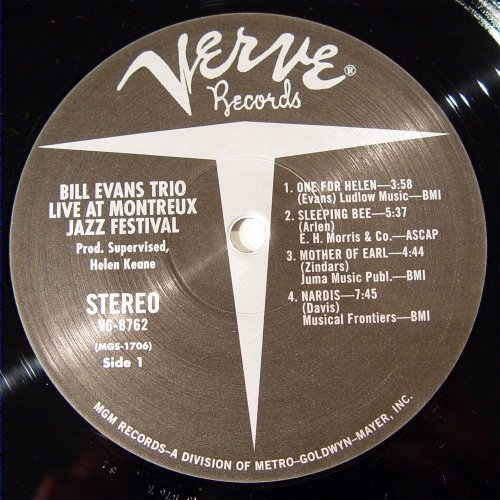 Verve®
Records
BILL EVANS TRIO
LIVE AT MONTREUX
JAZZ FESTIVAL
Prod. Supervised,
Helen Keane
STEREO
V6-8762
(MGS-1706)
Side 1
1. ONE FOR HELEN—3:58
(Evans) Ludlow Music—BMI
2. SLEEPING BEE—5:37
(Arlen)
E. H. Morris & Co.—ASCAP
3. MOTHER OF EARL—4:44
(Zindars)
Juma Music Publ.—BMI
4. NARDIS—7:45
(Davis)
Musical Frontiers—BMI
MGM RECORDS—A DIVISION OF METRO-GOLDWYN-MAYER, INC.